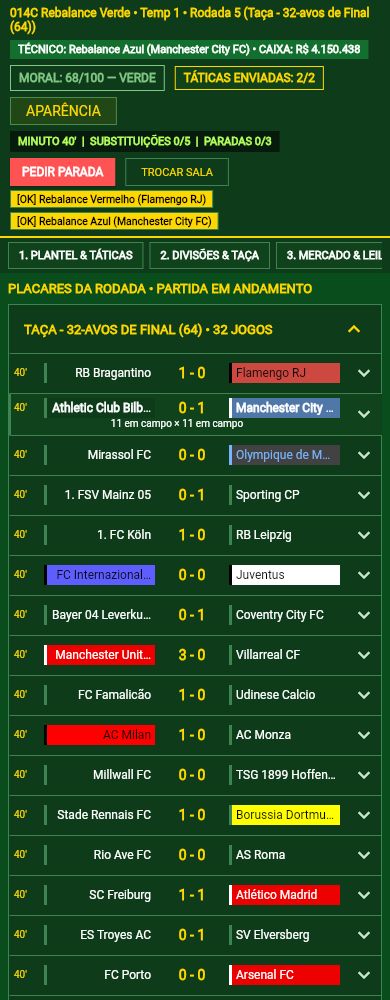 014C Rebalance Verde • Temp 1 • Rodada 5 (Taça - 32-avos de Final
(64))
TÉCNICO: Rebalance Azul (Manchester City FC) • CAIXA: R$ 4.150.438
MORAL: 68/100 — VERDE TÁTICAS ENVIADAS: 2/2
APARÊNCIA
MINUTO 40' | SUBSTITUIÇÕES 0/5 | PARADAS 0/3
PEDIR PARADA TROCAR SALA
[OK] Rebalance Vermelho (Flamengo RJ)
[OK] Rebalance Azul (Manchester City FC)
1. PLANTEL & TÁTICAS 2. DIVISÕES & TAÇA 3. MERCADO & LEIL
PLACARES DA RODADA • PARTIDA EM ANDAMENTO
TAÇA - 32-AVOS DE FINAL (64) • 32 JOGOS
40' RB Bragantino 1 - 0 Flamengo RJ
40' Athletic Club Bilb... 0 - 1 Manchester City ...
11 em campo × 11 em campo
40' Mirassol FC 0 - 0 Olympique de M...
40' 1. FSV Mainz 05 0 - 1 Sporting CP
40' 1. FC Köln 1 - 0 RB Leipzig
40' FC Internazional... 0 - 0 Juventus
40' Bayer 04 Leverku... 0 - 1 Coventry City FC
40' Manchester Unit... 3 - 0 Villarreal CF
40' FC Famalicão 1 - 0 Udinese Calcio
40' AC Milan 1 - 0 AC Monza
40' Millwall FC 0 - 0 TSG 1899 Hoffen...
40' Stade Rennais FC 1 - 0 Borussia Dortmu...
40' Rio Ave FC 0 - 0 AS Roma
40' SC Freiburg 1 - 1 Atlético Madrid
40' ES Troyes AC 0 - 1 SV Elversberg
40' FC Porto 0 - 0 Arsenal FC